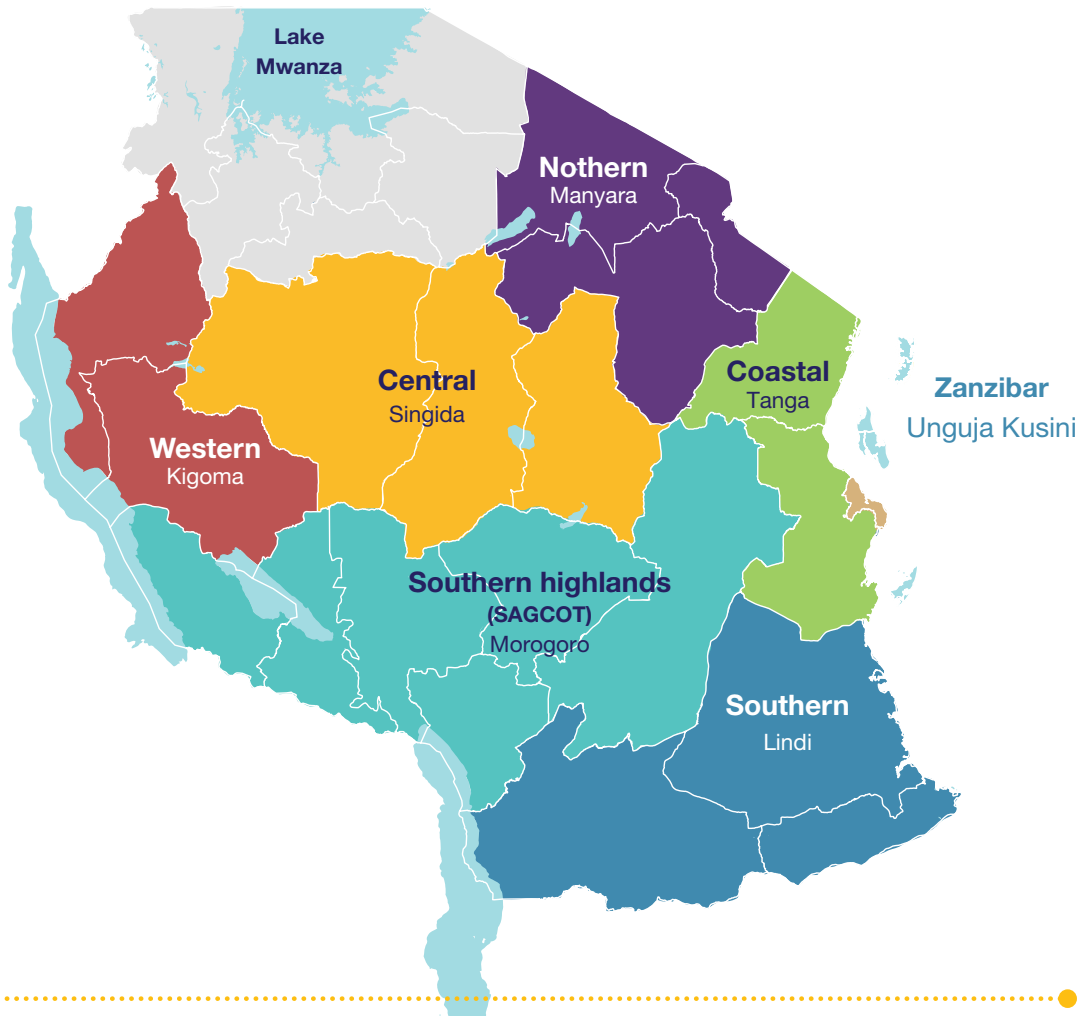 Lake
Mwanza
Nothern
Manyara
Central
Singida
Coastal
Tanga
Zanzibar
Unguja Kusini
Western
Kigoma
Southern highlands
(SAGCOT)
Morogoro
Southern
Lindi